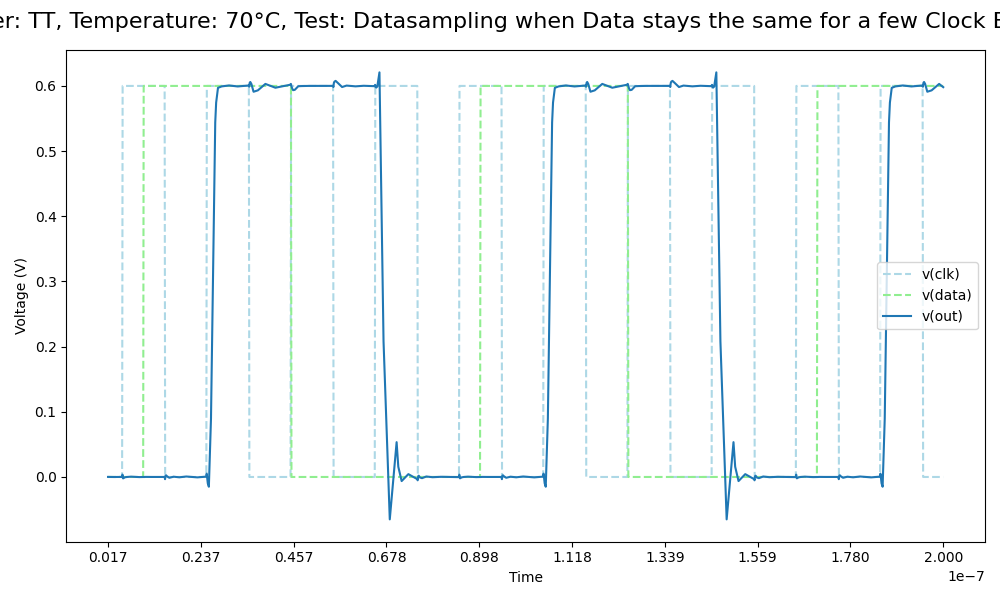 er: TT, Temperature: 70°C, Test: Datasampling when Data stays the same for a few Clock E
Voltage (V)
0.6
0.5
0.4
0.3
0.2
0.1
0.0
v(clk)
v(data)
v(out)
0.017 0.237 0.457 0.678 0.898 1.118 1.339 1.559 1.780 2.000
1e−7
Time